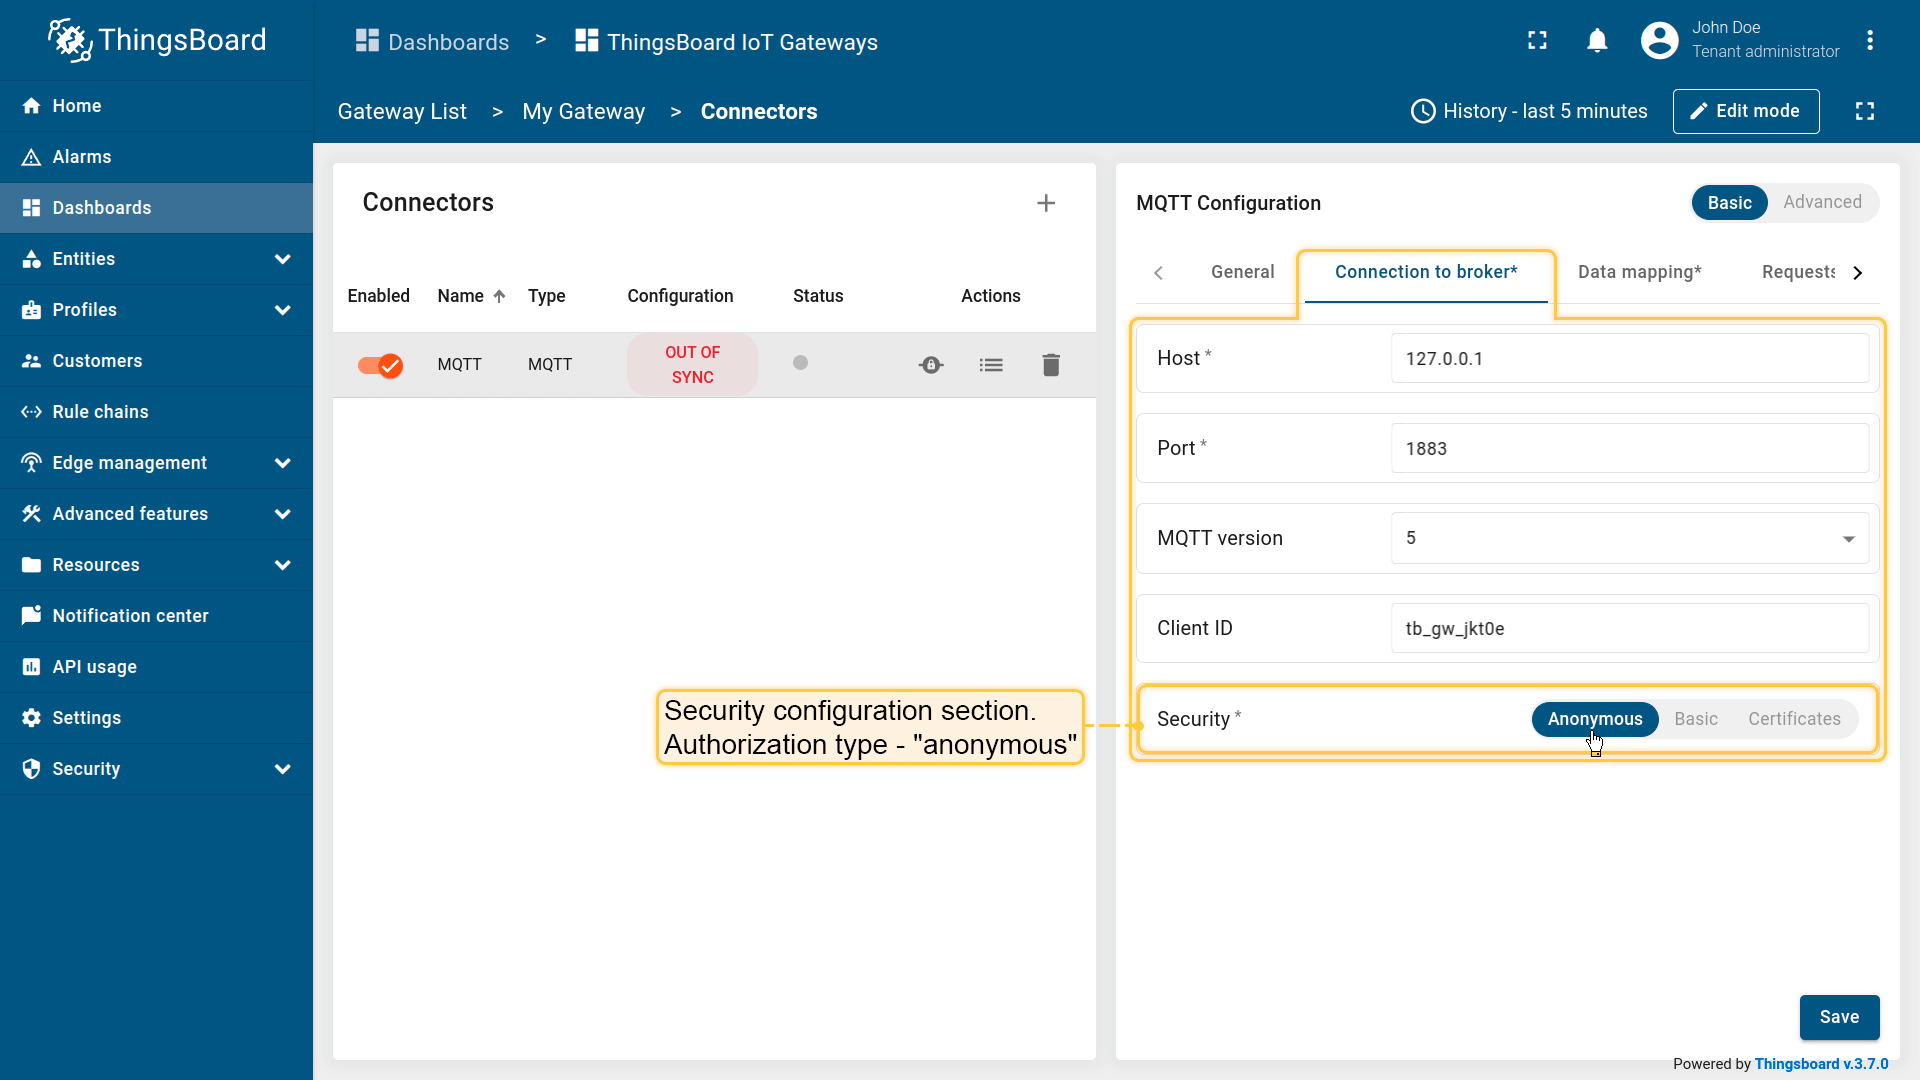 ThingsBoard
Dashboards > ThingsBoard IoT Gateways
John Doe
Tenant administrator
Gateway List > My Gateway > Connectors
History - last 5 minutes
Edit mode
Home
Alarms
Dashboards
Entities
Profiles
Customers
Rule chains
Edge management
Advanced features
Resources
Notification center
API usage
Settings
Security
Connectors
Enabled Name Type Configuration Status Actions
MQTT MQTT OUT OF
SYNC
MQTT Configuration
Basic Advanced
General Connection to broker* Data mapping* Requests
Host * 127.0.0.1
Port * 1883
MQTT version 5
Client ID tb_gw_jkt0e
Security * Anonymous Basic Certificates
Security configuration section.
Authorization type - "anonymous"
Save
Powered by Thingsboard v.3.7.0